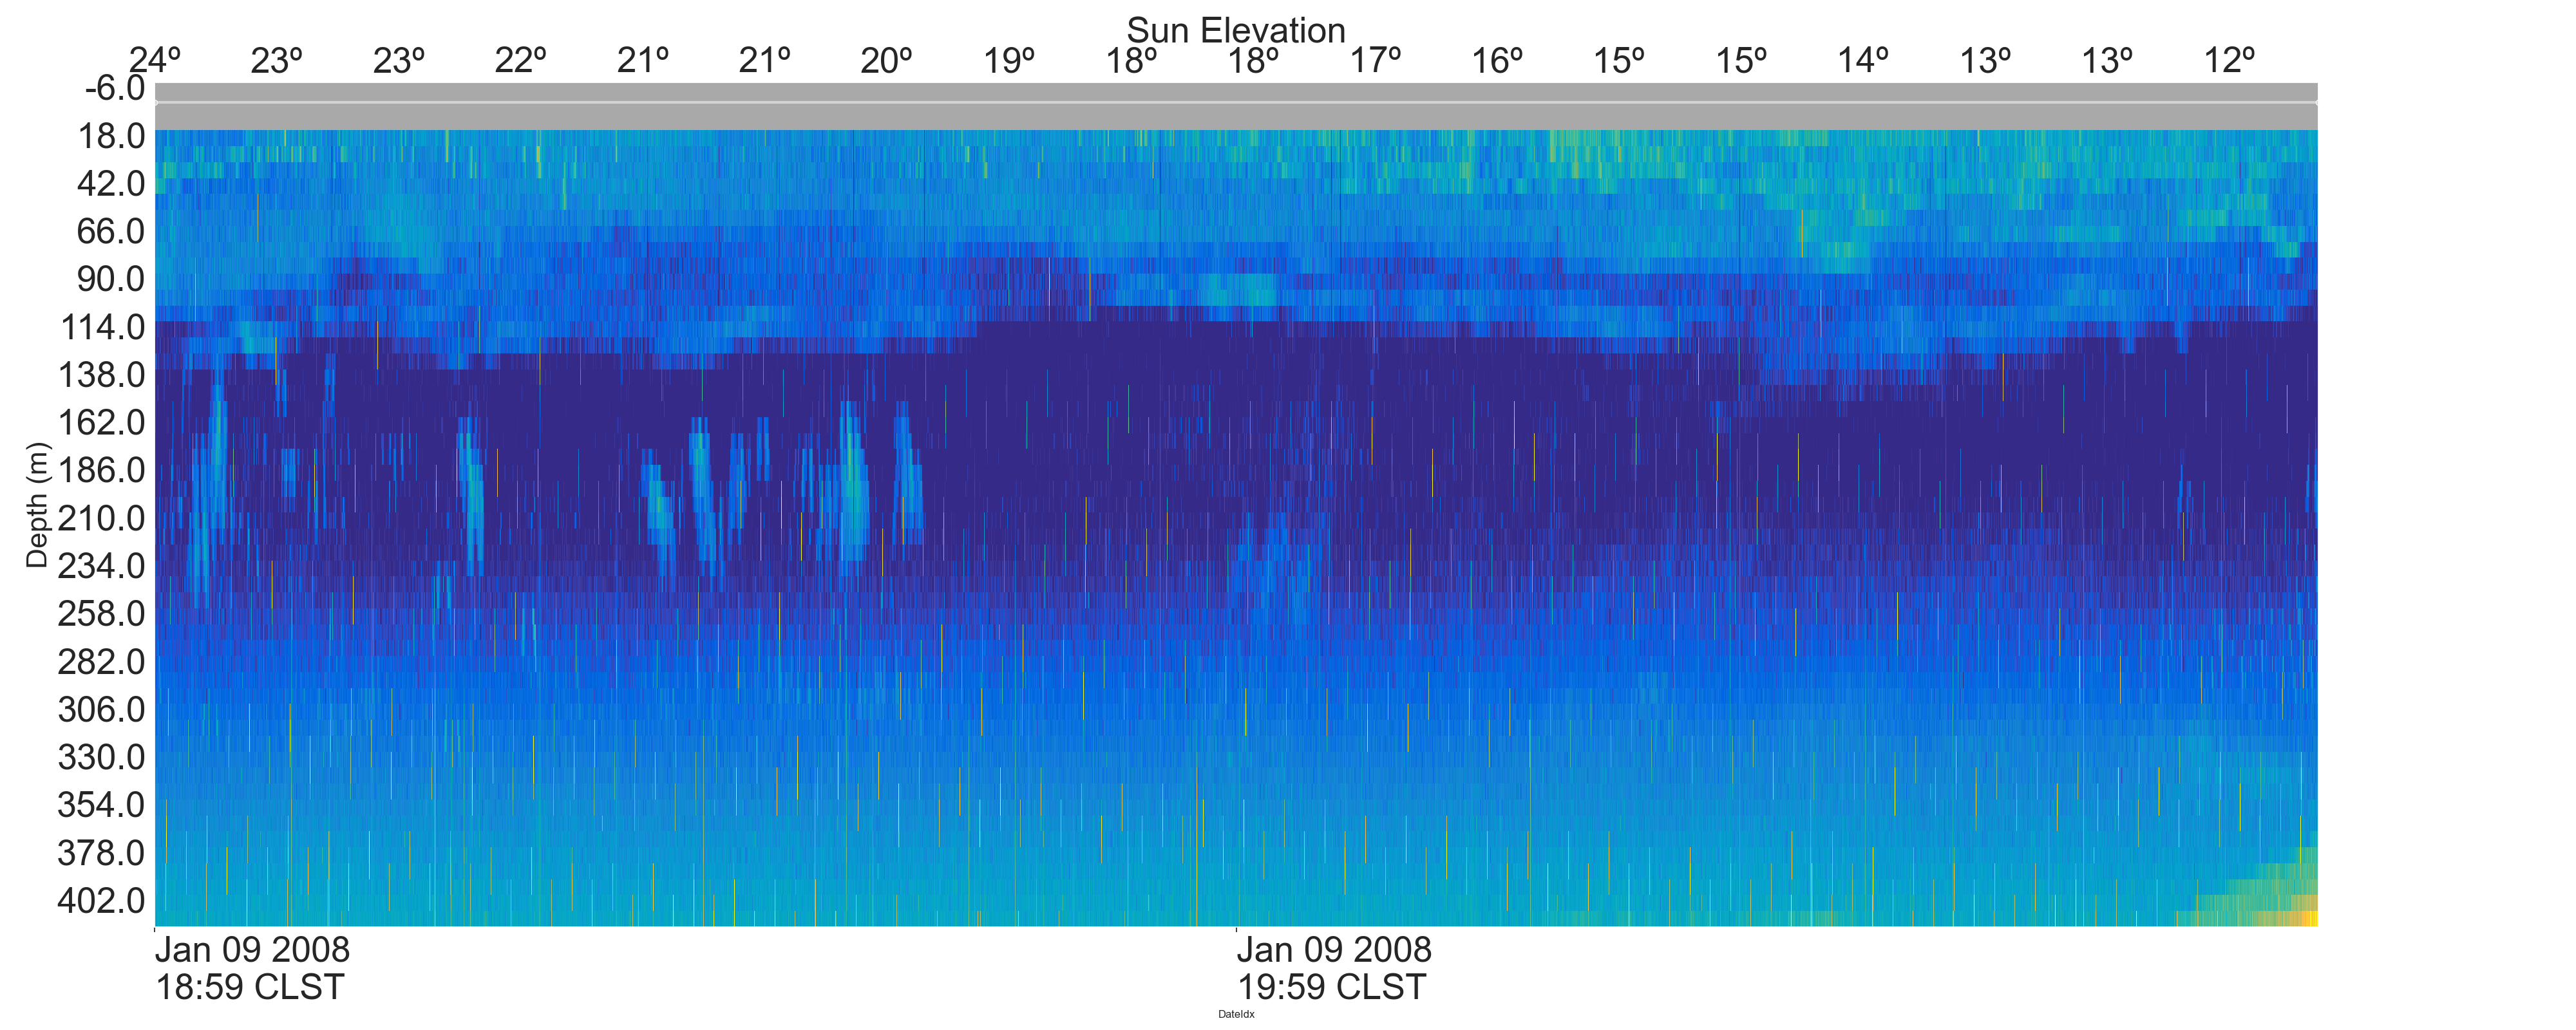 Sun Elevation
24º 23º 23º 22º 21º 21º 20º 19º 18º 18º 17º 16º 15º 15º 14º 13º 13º 12º
-6.0
18.0
42.0
66.0
90.0
114.0
138.0
162.0
186.0
210.0
234.0
258.0
282.0
306.0
330.0
354.0
378.0
402.0
Depth (m)
Jan 09 2008
18:59 CLST
Jan 09 2008
19:59 CLST
DateIdx